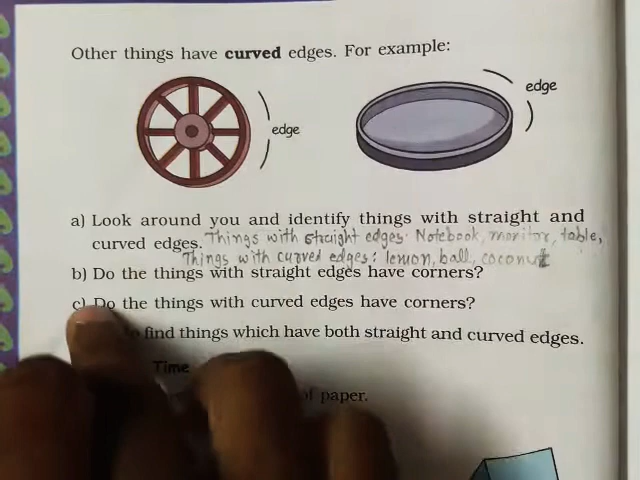 Other things have curved edges. For example:
edge
edge
a) Look around you and identify things with straight and
curved edges. Things with straight edges: Notebook, monitor, table,
Things with curved edges: lemon, ball, coconut
b) Do the things with straight edges have corners?
c) Do the things with curved edges have corners?
find things which have both straight and curved edges.
Time
of paper.